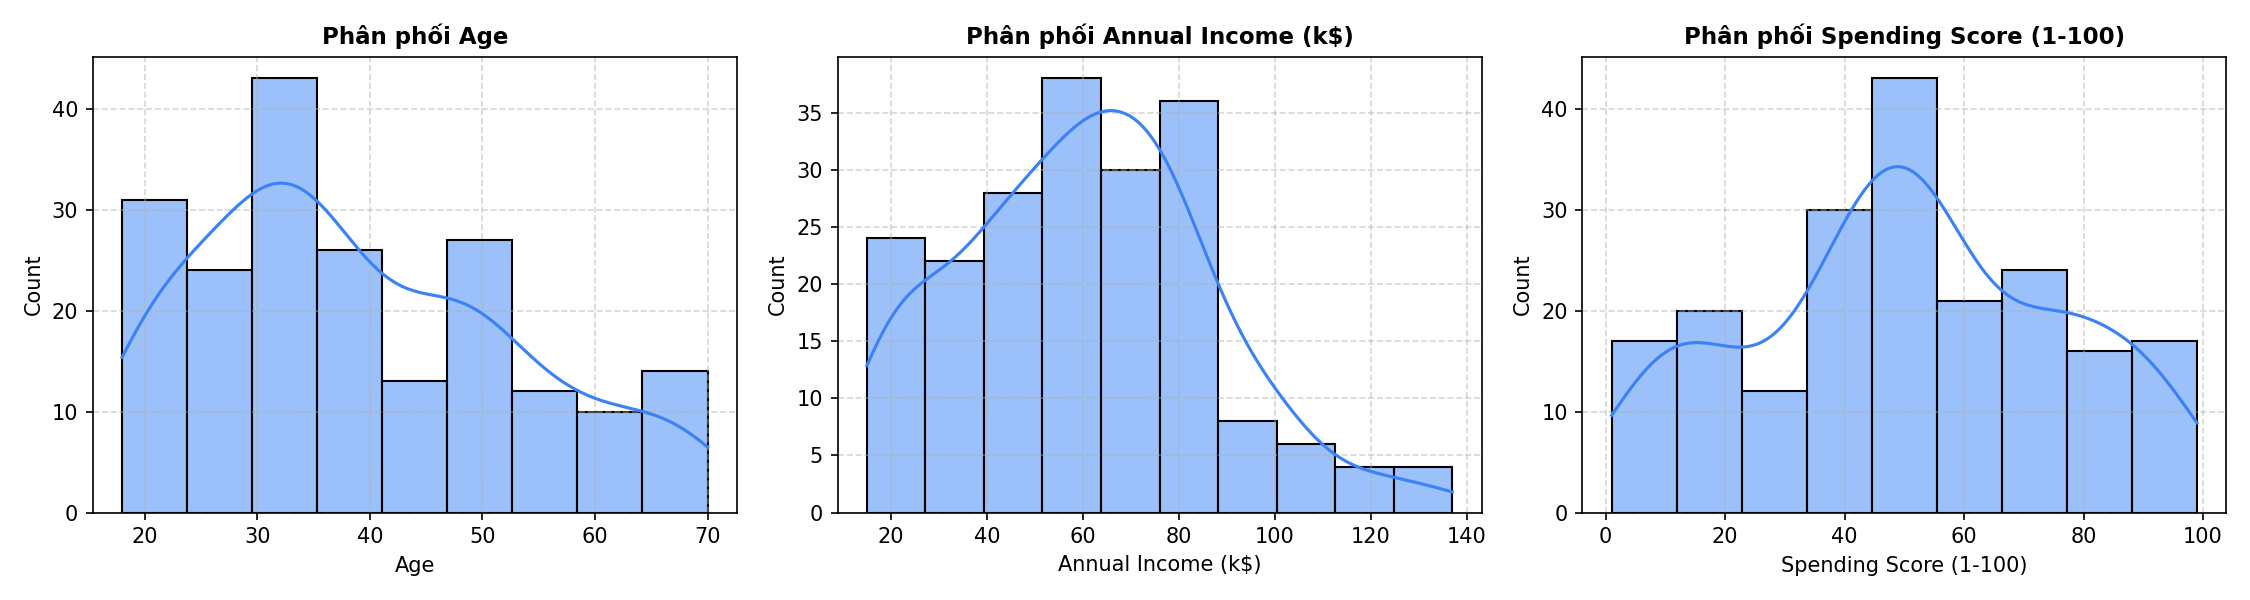 Phân phối Age
40
30
20
10
0
Count
20 30 40 50 60 70
Age
Phân phối Annual Income (k$)
35
30
25
20
15
10
5
0
Count
20 40 60 80 100 120 140
Annual Income (k$)
Phân phối Spending Score (1-100)
40
30
20
10
0
Count
0 20 40 60 80 100
Spending Score (1-100)